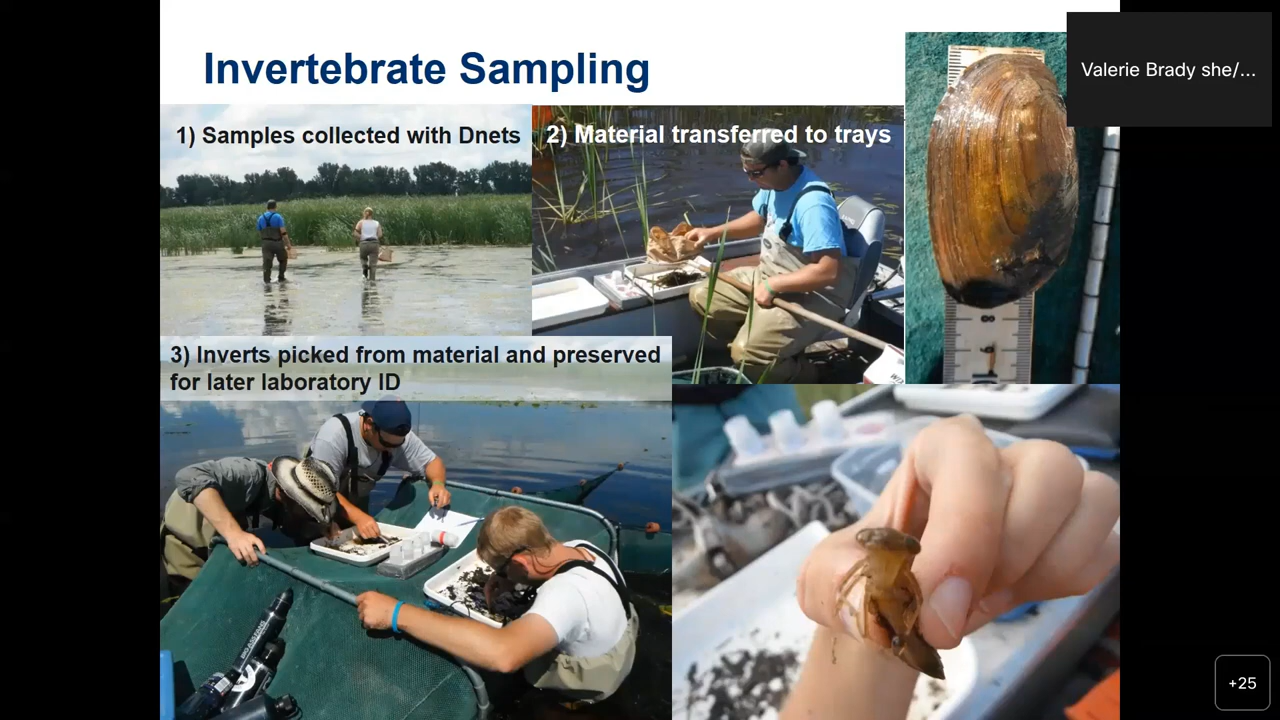 Invertebrate Sampling
Valerie Brady she/...
1) Samples collected with Dnets
2) Material transferred to trays
3) Inverts picked from material and preserved
for later laboratory ID
8
+25